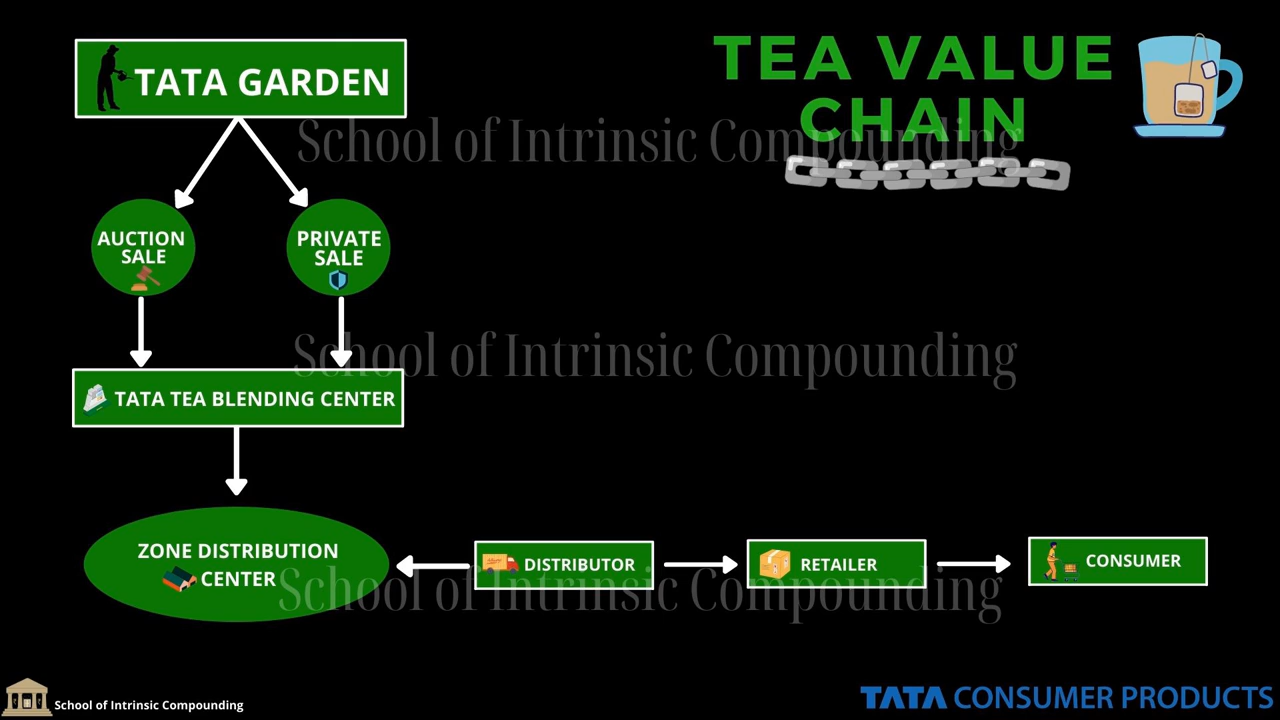 TATA GARDEN
TEA VALUE
CHAIN
School of Intrinsic Compounding
AUCTION
SALE
PRIVATE
SALE
School of Intrinsic Compounding
TATA TEA BLENDING CENTER
ZONE DISTRIBUTION
CENTER
DISTRIBUTOR
RETAILER
CONSUMER
School of Intrinsic Compounding
School of Intrinsic Compounding
TATA CONSUMER PRODUCTS